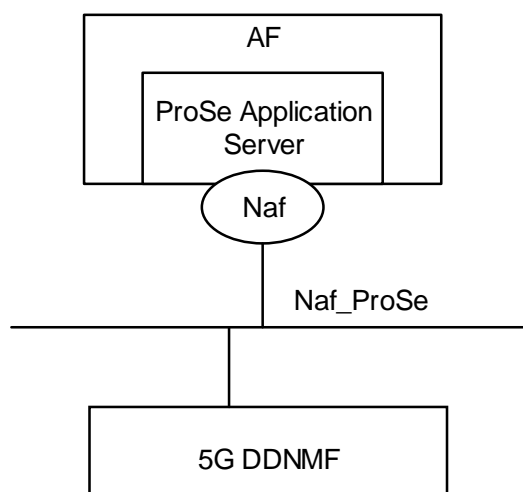 AF
ProSe Application
Server
Naf
Naf_ProSe
5G DDNMF